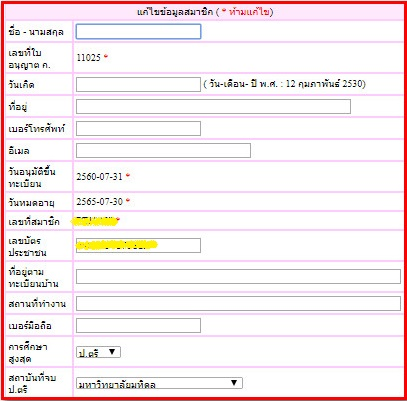 แก้ไขข้อมูลสมาชิก ( * ห้ามแก้ไข)
ชื่อ - นามสกุล
เลขที่ใบ
อนุญาต ค. 11025 *
วันเกิด ( วัน-เดือน- ปี พ.ศ. : 12 กุมภาพันธ์ 2530)
ที่อยู่
เบอร์โทรศัพท์
อิเมล
วันอนุมัติขึ้น
ทะเบียน 2560-07-31 *
วันหมดอายุ 2565-07-30 *
เลขที่สมาชิก *
เลขบัตร
ประชาชน
ที่อยู่ตาม
ทะเบียนบ้าน
สถานที่ทำงาน
เบอร์มือถือ
การศึกษา
สูงสุด ป.ตรี
สถาบันที่จบ
ป.ตรี มหาวิทยาลัยมหิดล